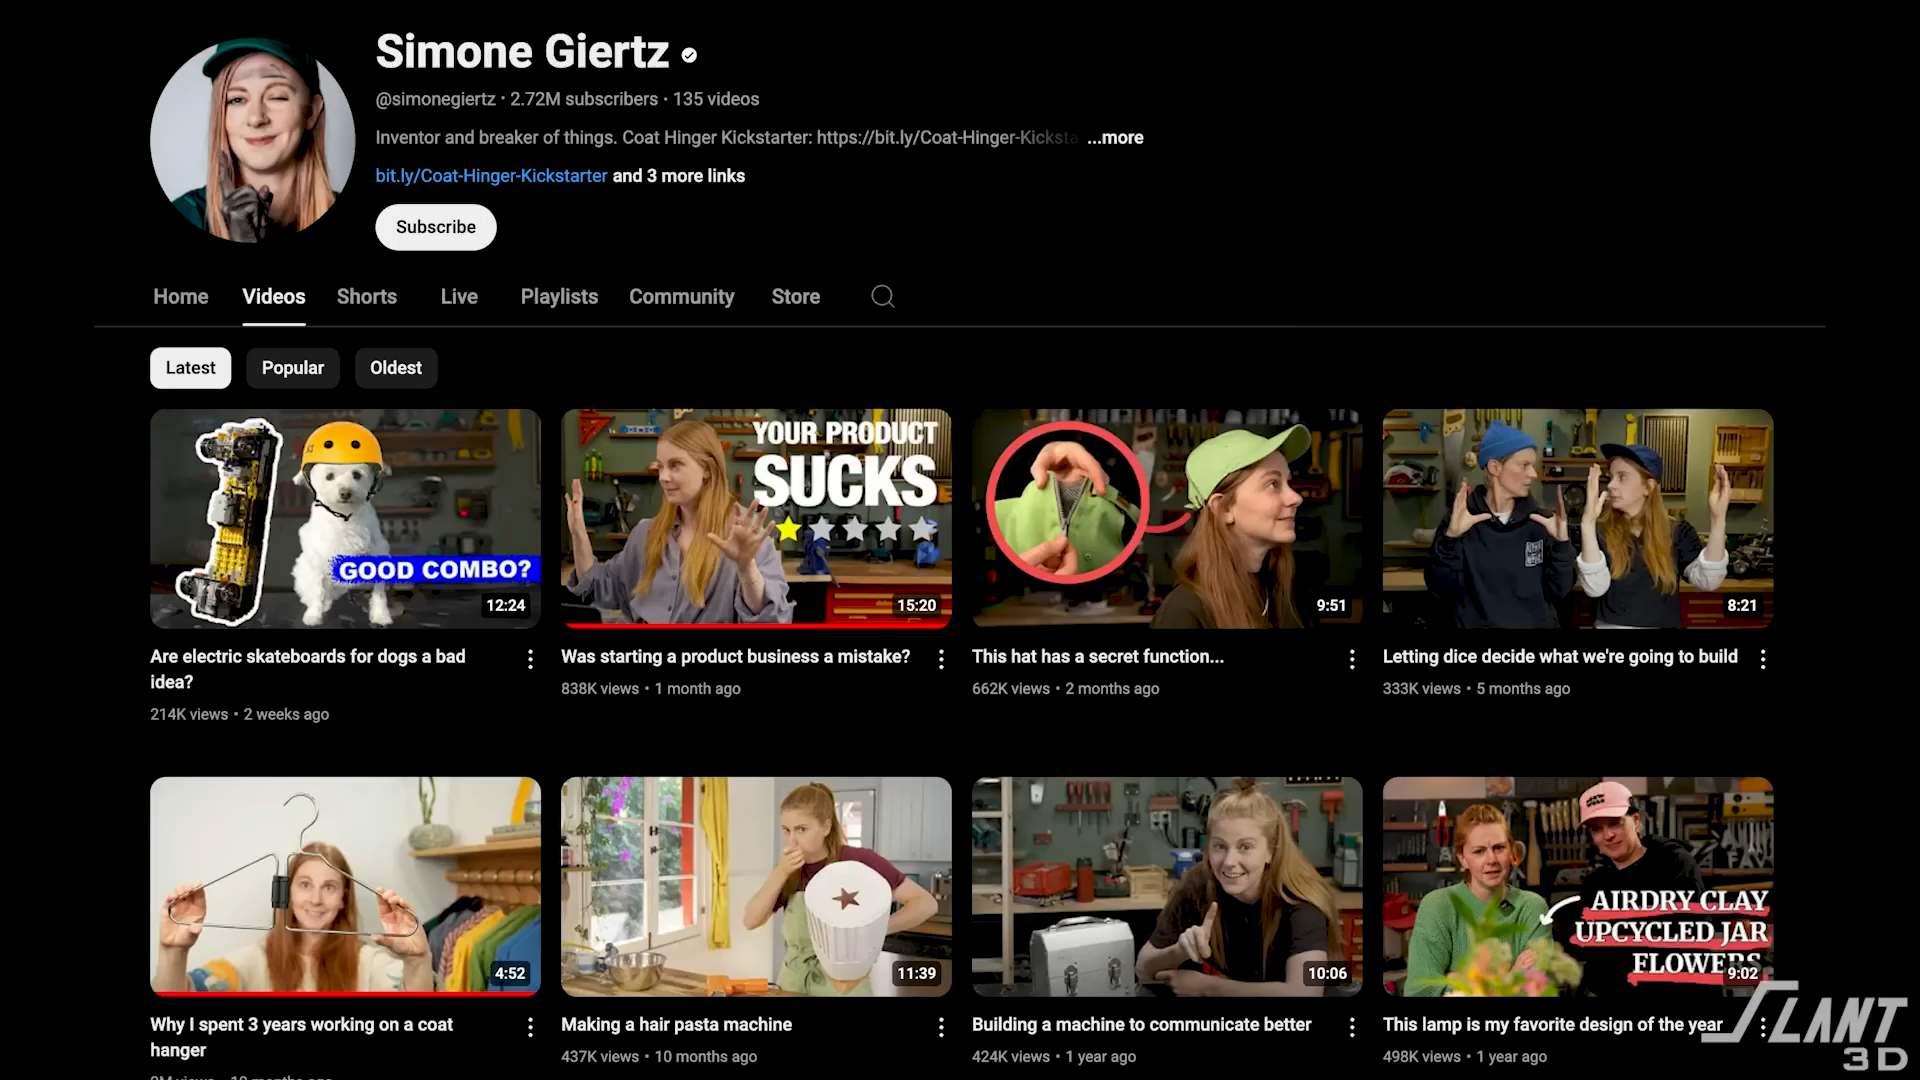 Simone Giertz
@simonegiertz · 2.72M subscribers · 135 videos
Inventor and breaker of things. Coat Hinger Kickstarter: https://bit.ly/Coat-Hinger-Kicksta ...more
bit.ly/Coat-Hinger-Kickstarter and 3 more links
Subscribe
Home Videos Shorts Live Playlists Community Store
Latest Popular Oldest
GOOD COMBO?
12:24
YOUR PRODUCT
SUCKS
15:20
9:51
8:21
Are electric skateboards for dogs a bad
idea?
214K views · 2 weeks ago
Was starting a product business a mistake?
838K views · 1 month ago
This hat has a secret function...
662K views · 2 months ago
Letting dice decide what we're going to build
333K views · 5 months ago
4:52
11:39
10:06
AIRDRY CLAY
UPCYCLED JAR
FLOWERS
9:02
Why I spent 3 years working on a coat
hanger
Making a hair pasta machine
437K views · 10 months ago
Building a machine to communicate better
424K views · 1 year ago
This lamp is my favorite design of the year
498K views · 1 year ago
SLANT
3D